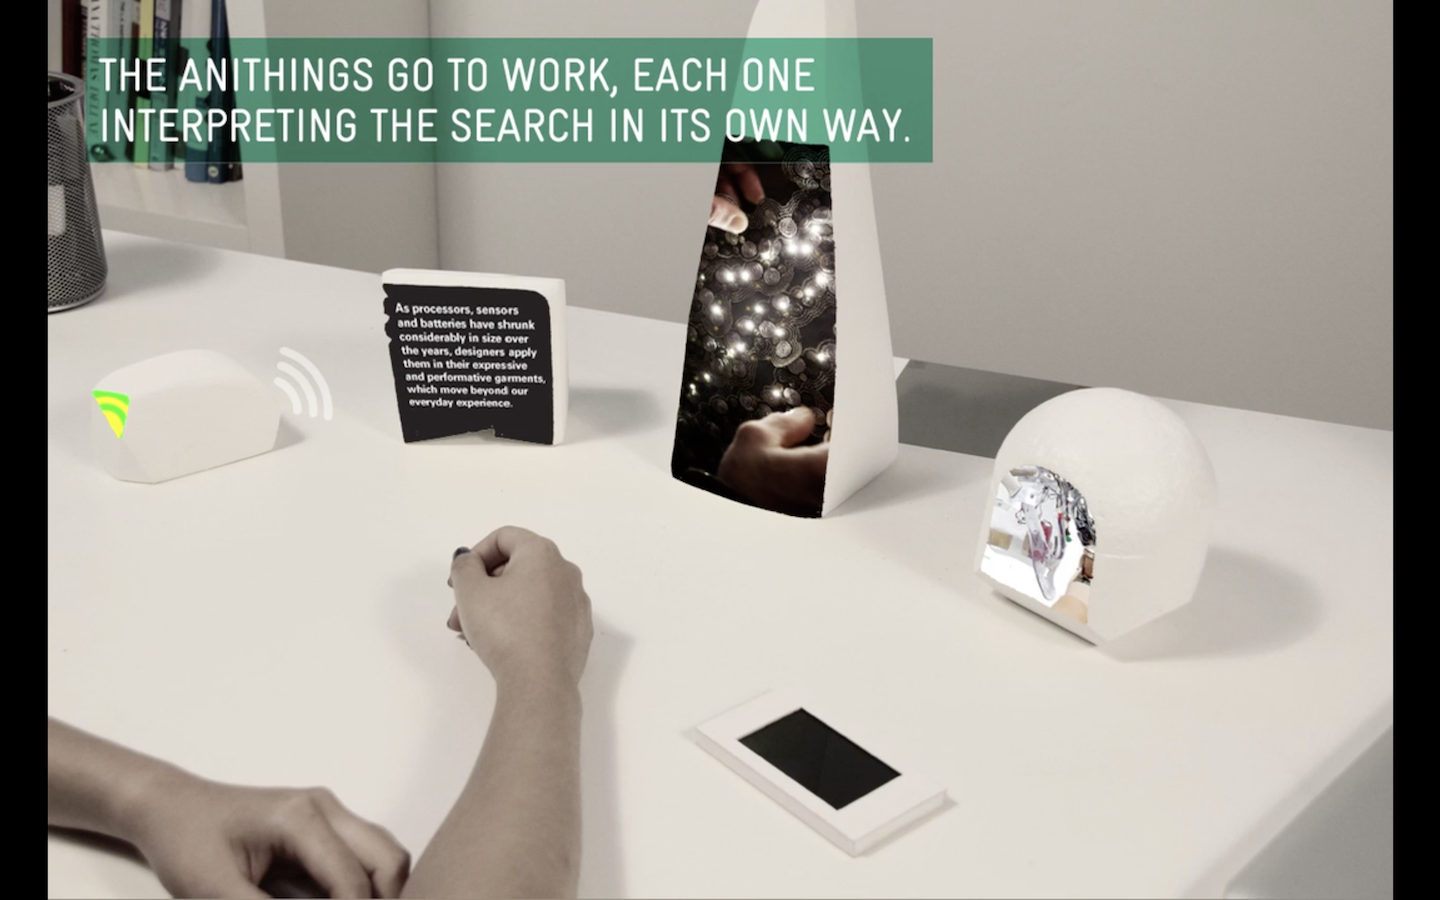 THE ANITHINGS GO TO WORK, EACH ONE
INTERPRETING THE SEARCH IN ITS OWN WAY.
As processors, sensors
and batteries have shrunk
considerably in size over
the years, designers apply
them in their expressive
and performative garments,
which move beyond our
everyday experience.